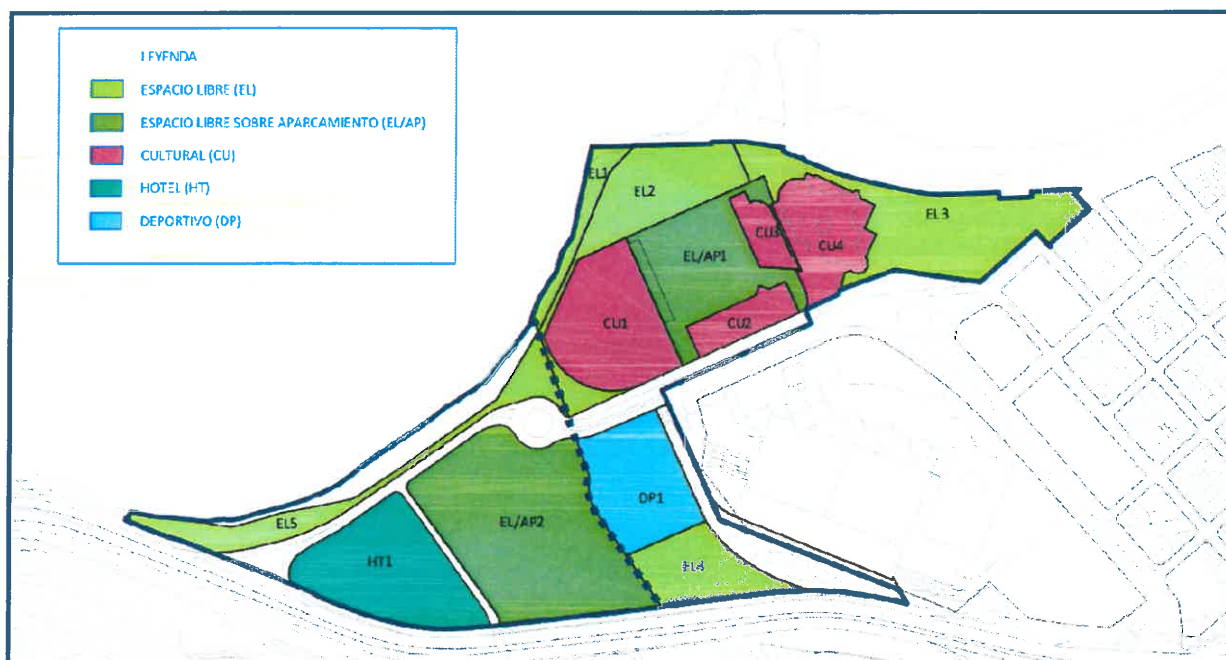 LEYENDA
ESPACIO LIBRE (EL)
ESPACIO LIBRE SOBRE APARCAMIENTO (EL/AP)
CULTURAL (CU)
HOTEL (HT)
DEPORTIVO (DP)
EL1
EL2
EL3
CU3
CU4
EL/AP1
CU1
CU2
DP1
EL5
EL/AP2
HT1
EL4